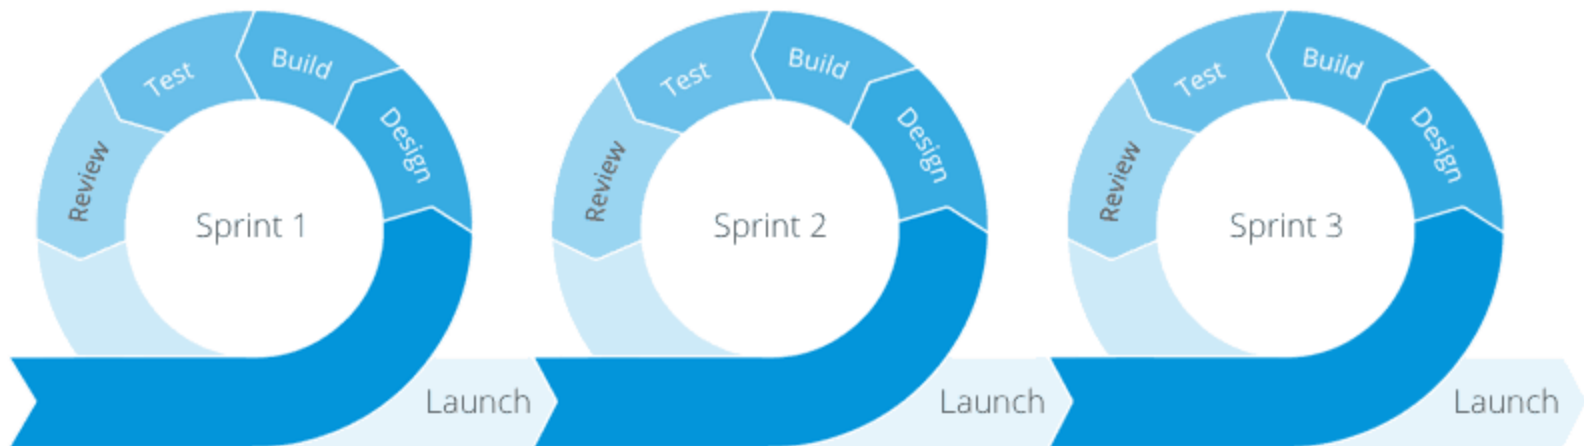 Test
Build
Design
Review
Sprint 1
Launch
Test
Build
Design
Review
Sprint 2
Launch
Test
Build
Design
Review
Sprint 3
Launch